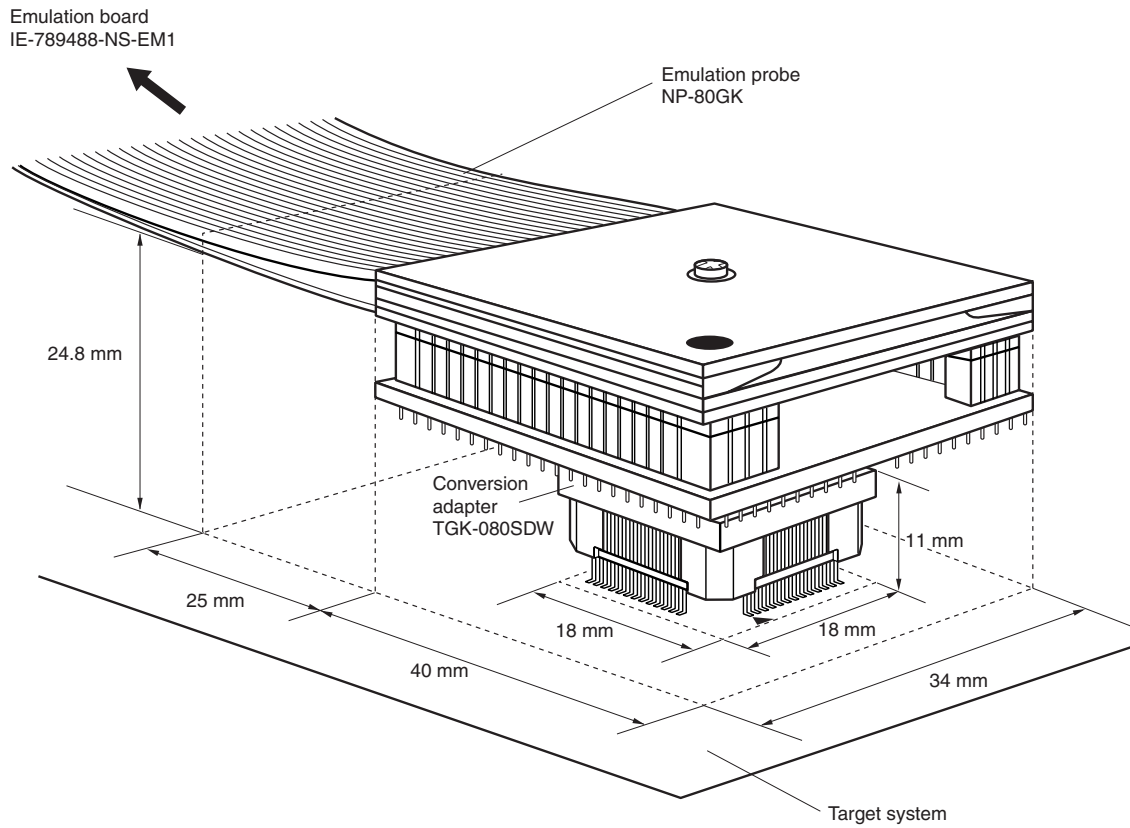 Emulation board
IE-789488-NS-EM1
Emulation probe
NP-80GK
24.8 mm
Conversion
adapter
TGK-080SDW
11 mm
25 mm
18 mm
18 mm
40 mm
34 mm
Target system